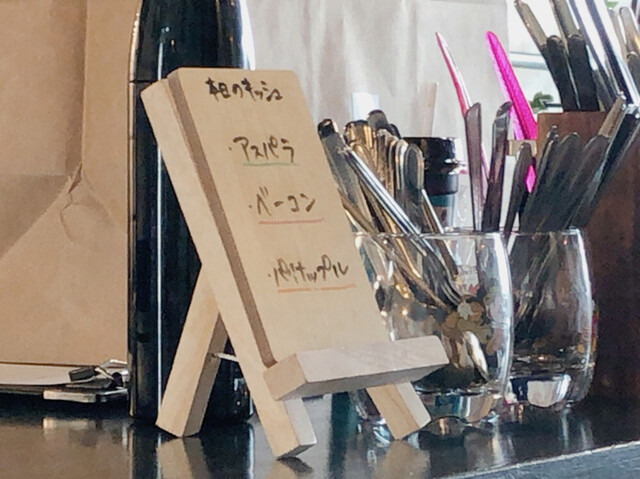 本日のキッシュ
・アスパラ
・ベーコン
・パイナップル